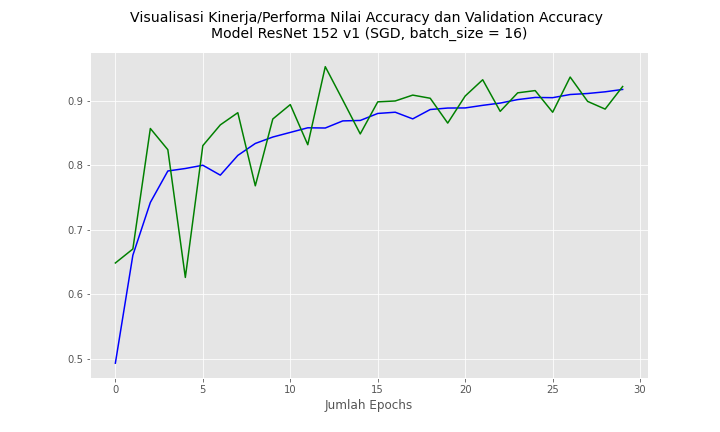 Visualisasi Kinerja/Performa Nilai Accuracy dan Validation Accuracy
Model ResNet 152 v1 (SGD, batch_size = 16)
0.9
0.8
0.7
0.6
0.5
0 5 10 15 20 25 30
Jumlah Epochs